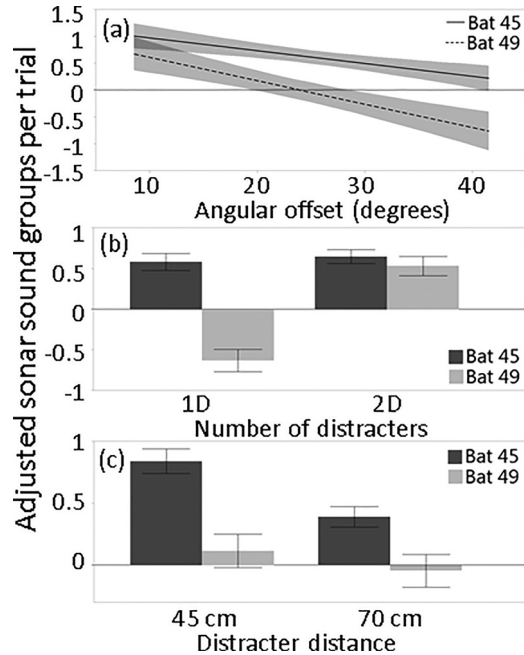 Adjusted sonar sound groups per trial
(a)
Bat 45
Bat 49
1.5
1
0.5
0
-0.5
-1
-1.5
10 20 30 40
Angular offset (degrees)
(b)
1
0.5
0
-0.5
-1
Bat 45
Bat 49
1D 2D
Number of distracters
(c)
Bat 45
Bat 49
1
0.5
0
45 cm 70 cm
Distracter distance